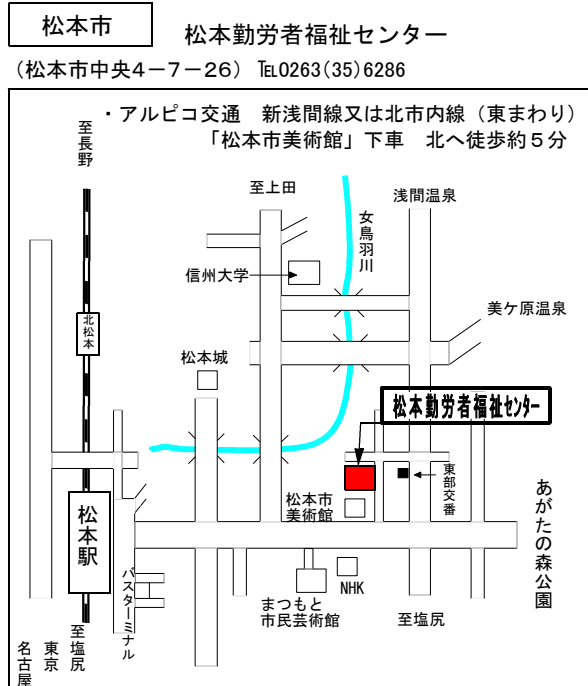 松本市
松本勤労者福祉センター
(松本市中央4－7－26) ℡0263(35)6286
・アルピコ交通 新浅間線又は北市内線（東まわり）
「松本市美術館」下車 北へ徒歩約５分
至長野
至上田
女鳥羽川
浅間温泉
信州大学
美ケ原温泉
北松本
松本城
松本勤労者福祉センター
東部交番
松本市
美術館
あがたの森公園
松本駅
バスターミナル
NHK
まつもと
市民芸術館
至塩尻
至塩尻
東京
名古屋